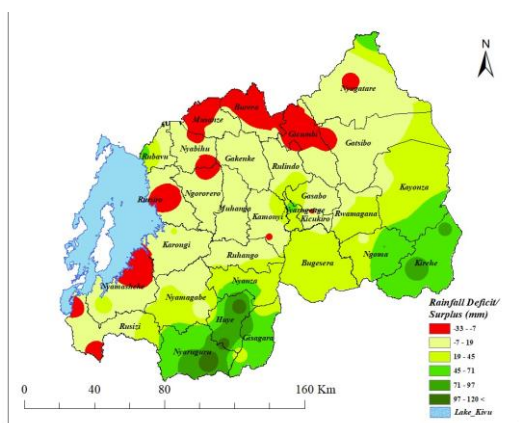 N
Nyagatare
Burera
Musanze
Gicumbi
Gatsibo
Rubavu
Nyabihu
Gakenke
Rulindo
Kayonza
Rutsiro
Ngororero
Gasabo
Muhanga
Nyarugenge
Kicukiro
Rwamagana
Kamonyi
Karongi
Ruhango
Bugesera
Ngoma
Kirehe
Nyamasheke
Nyamagabe
Nyanza
Rusizi
Huye
Gisagara
Nyaruguru
Rainfall Deficit/
Surplus (mm)
-33 - -7
-7 - 19
19 - 45
45 - 71
71 - 97
97 - 120 <
Lake_Kivu
0 40 80 160 Km